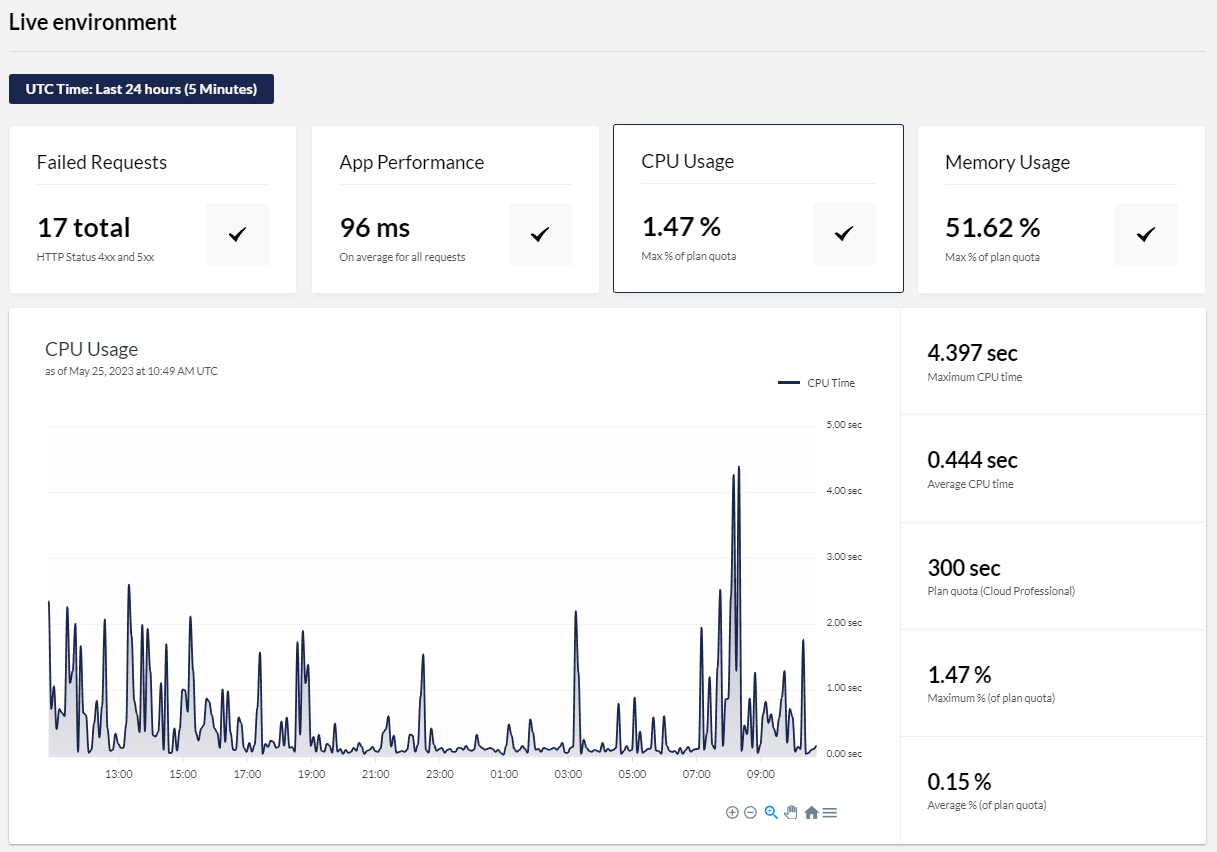 Live environment
UTC Time: Last 24 hours (5 Minutes)
Failed Requests
17 total
HTTP Status 4xx and 5xx
App Performance
96 ms
On average for all requests
CPU Usage
1.47 %
Max % of plan quota
Memory Usage
51.62 %
Max % of plan quota
CPU Usage
as of May 25, 2023 at 10:49 AM UTC
CPU Time
5.00 sec
4.00 sec
3.00 sec
2.00 sec
1.00 sec
0.00 sec
13:00 15:00 17:00 19:00 21:00 23:00 01:00 03:00 05:00 07:00 09:00
4.397 sec
Maximum CPU time
0.444 sec
Average CPU time
300 sec
Plan quota (Cloud Professional)
1.47 %
Maximum % (of plan quota)
0.15 %
Average % (of plan quota)